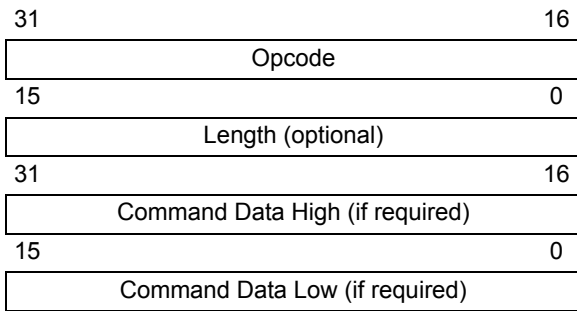 31 16
Opcode
15 0
Length (optional)
31 16
Command Data High (if required)
15 0
Command Data Low (if required)